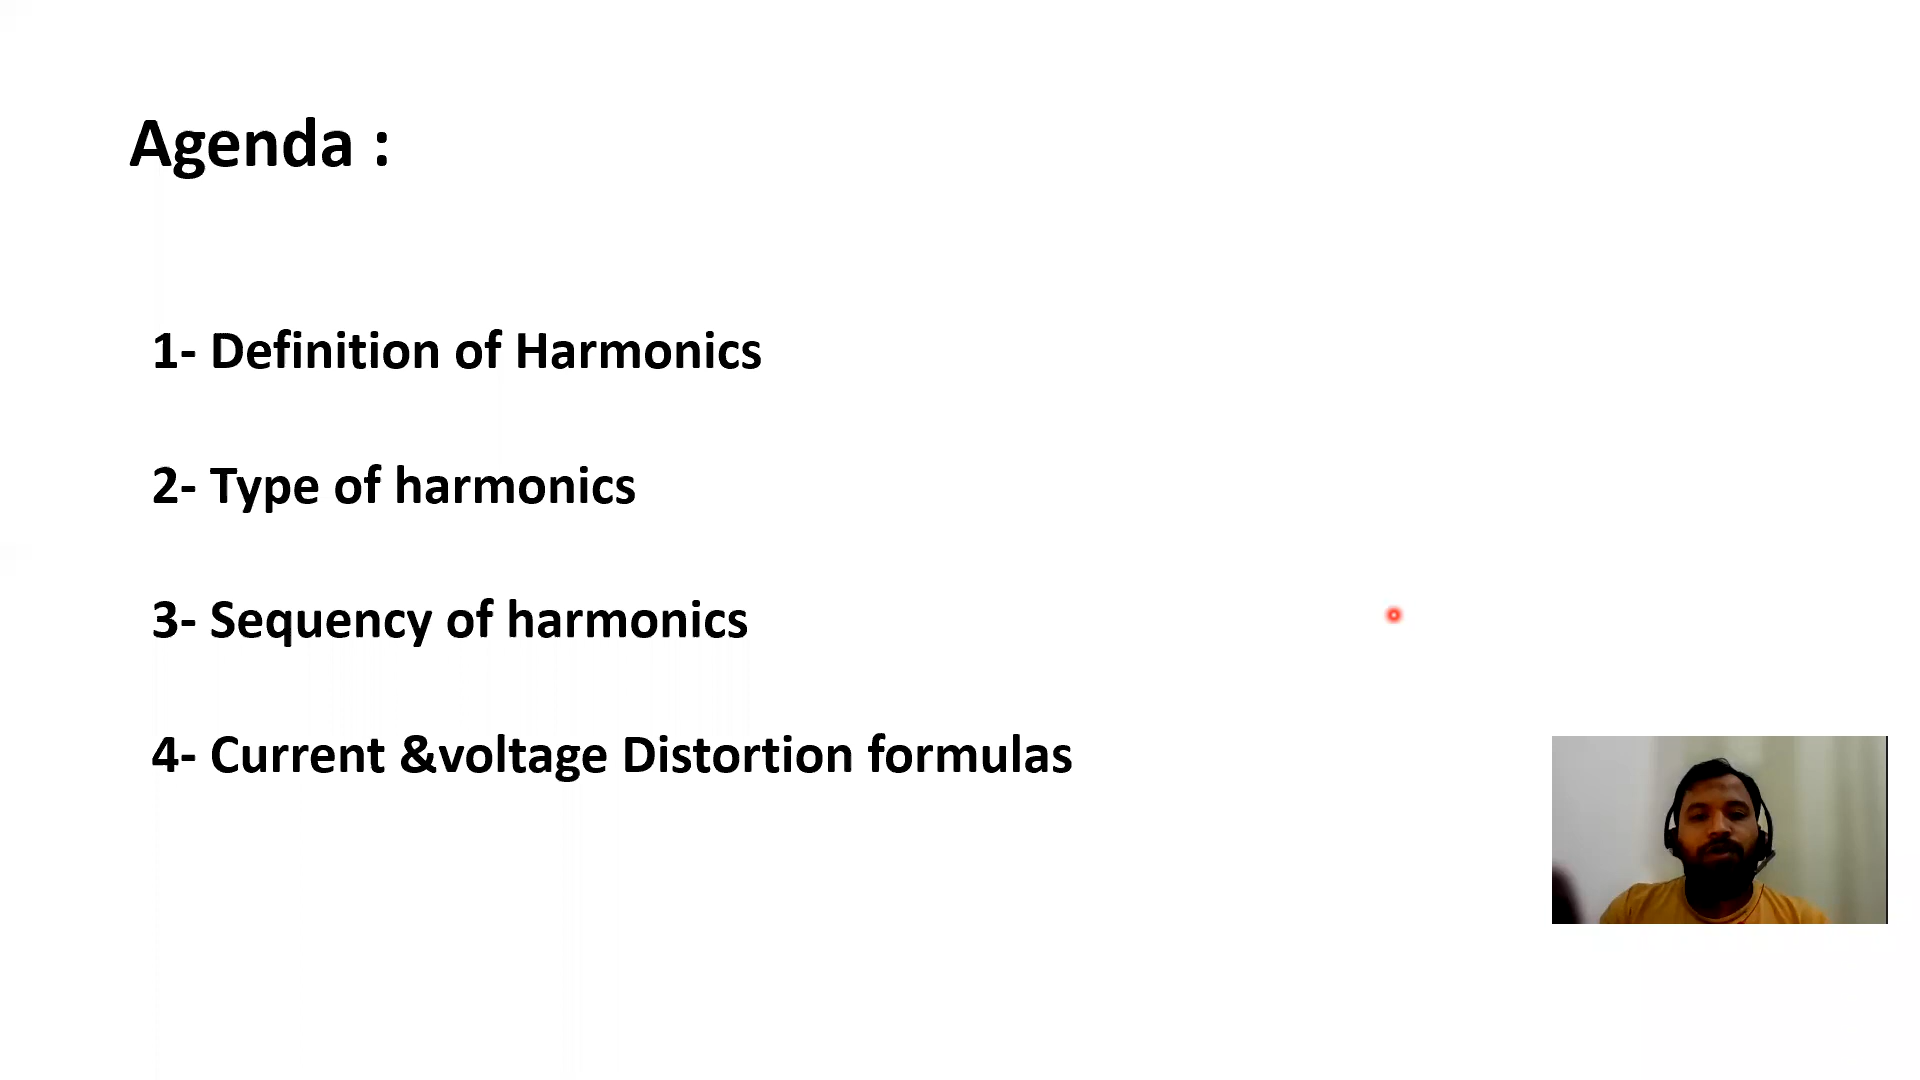 Agenda :
1- Definition of Harmonics
2- Type of harmonics
3- Sequency of harmonics
4- Current &voltage Distortion formulas